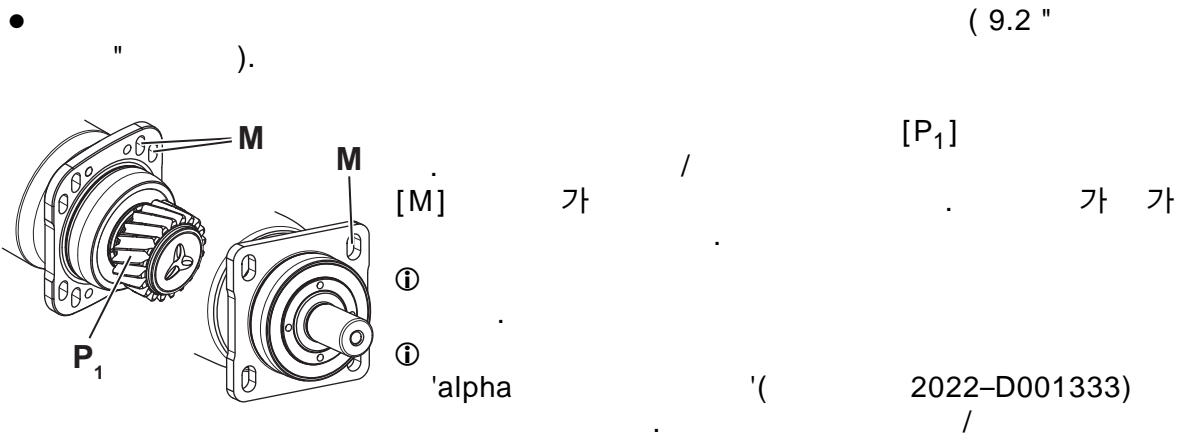 ● ( 9.2 "
" ).
M
M
[P₁]
. /
[M] 가 . 가 가
.
ⓘ
.
P₁
ⓘ
'alpha '( 2022–D001333)
. /